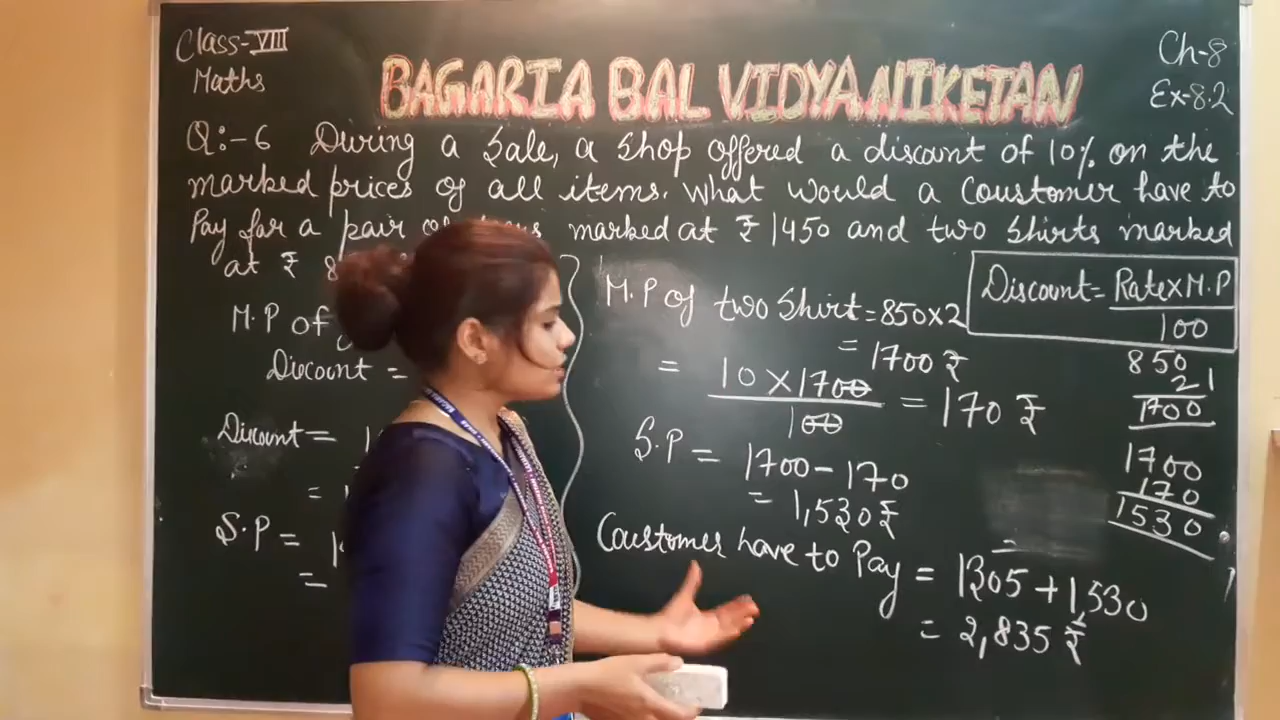 Class-VIII
Maths
BAGARIA BAL VIDYA NIKETAN
Ch-8
Ex-8.2
Q:-6 During a Sale, a Shop offered a discount of 10% on the
marked prices of all items. What would a Coustomer have to
Pay for a pair of marked at ₹ 1450 and two Shirts marked
at ₹ 8
M.P of
Discount =
Discount =
=
S.P =
=
M.P of two Shirt = 850×2
= 1700 ₹
= 10 × 1700
100
= 170 ₹
S.P = 1700 - 170
= 1,530 ₹
Coustomer have to Pay = 1305 + 1,530
= 2,835 ₹
Discount = Rate×M.P
100
850
21
1700
1700
170
1530